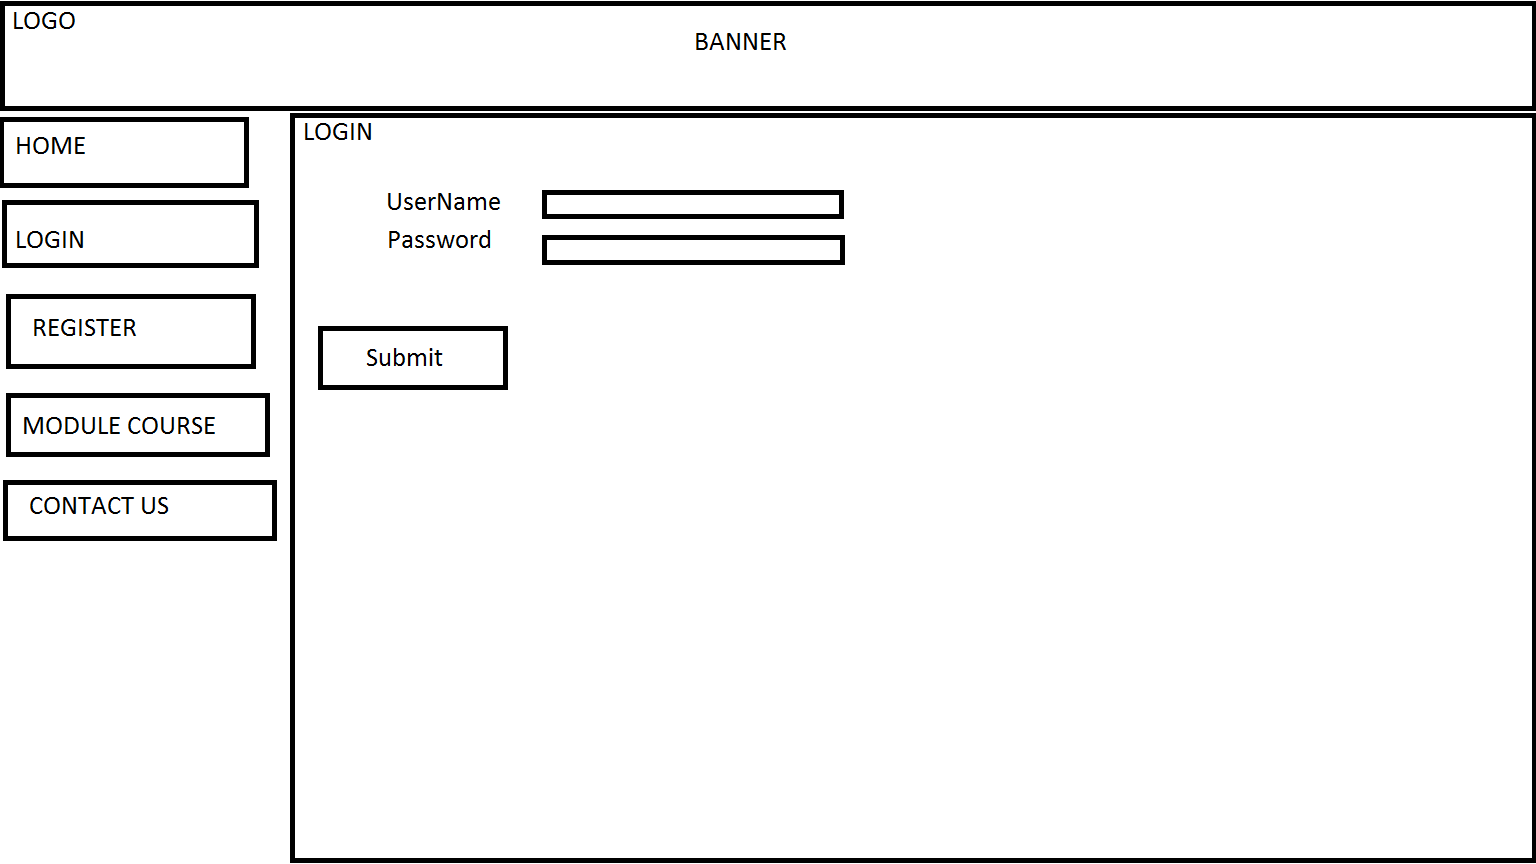 LOGO
BANNER
HOME
LOGIN
REGISTER
MODULE COURSE
CONTACT US
LOGIN
UserName
Password
Submit